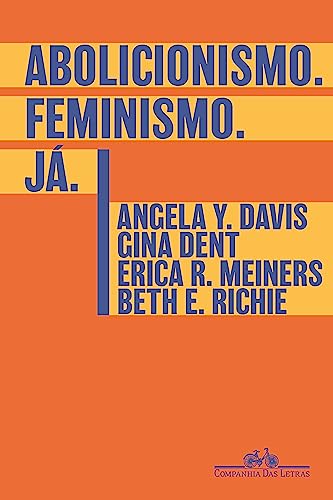 ABOLICIONISMO.
FEMINISMO.
JÁ.
ANGELA Y. DAVIS
GINA DENT
ERICA R. MEINERS
BETH E. RICHIE
COMPANHIA DAS LETRAS